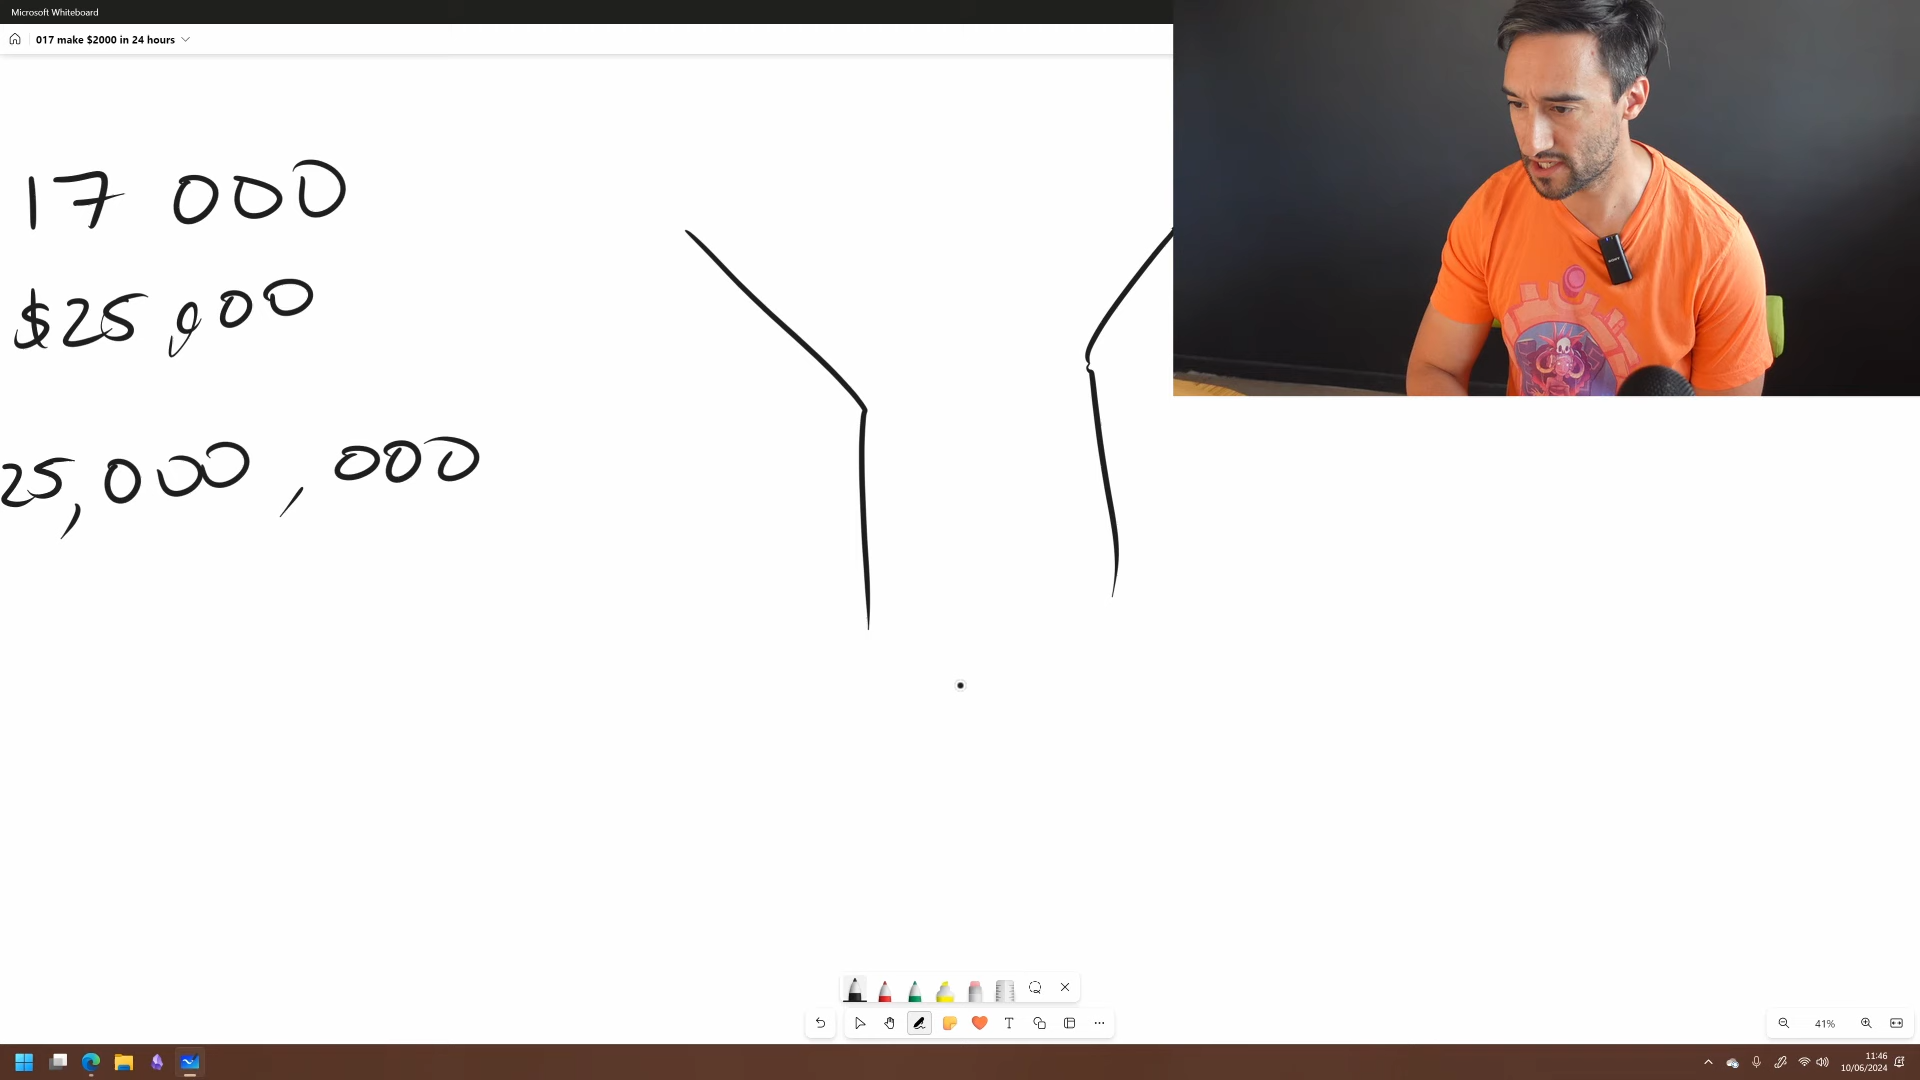 Microsoft Whiteboard
017 make $2000 in 24 hours
17 000
$25,000
25,000,000
SONY
41%
11:46
10/06/2024